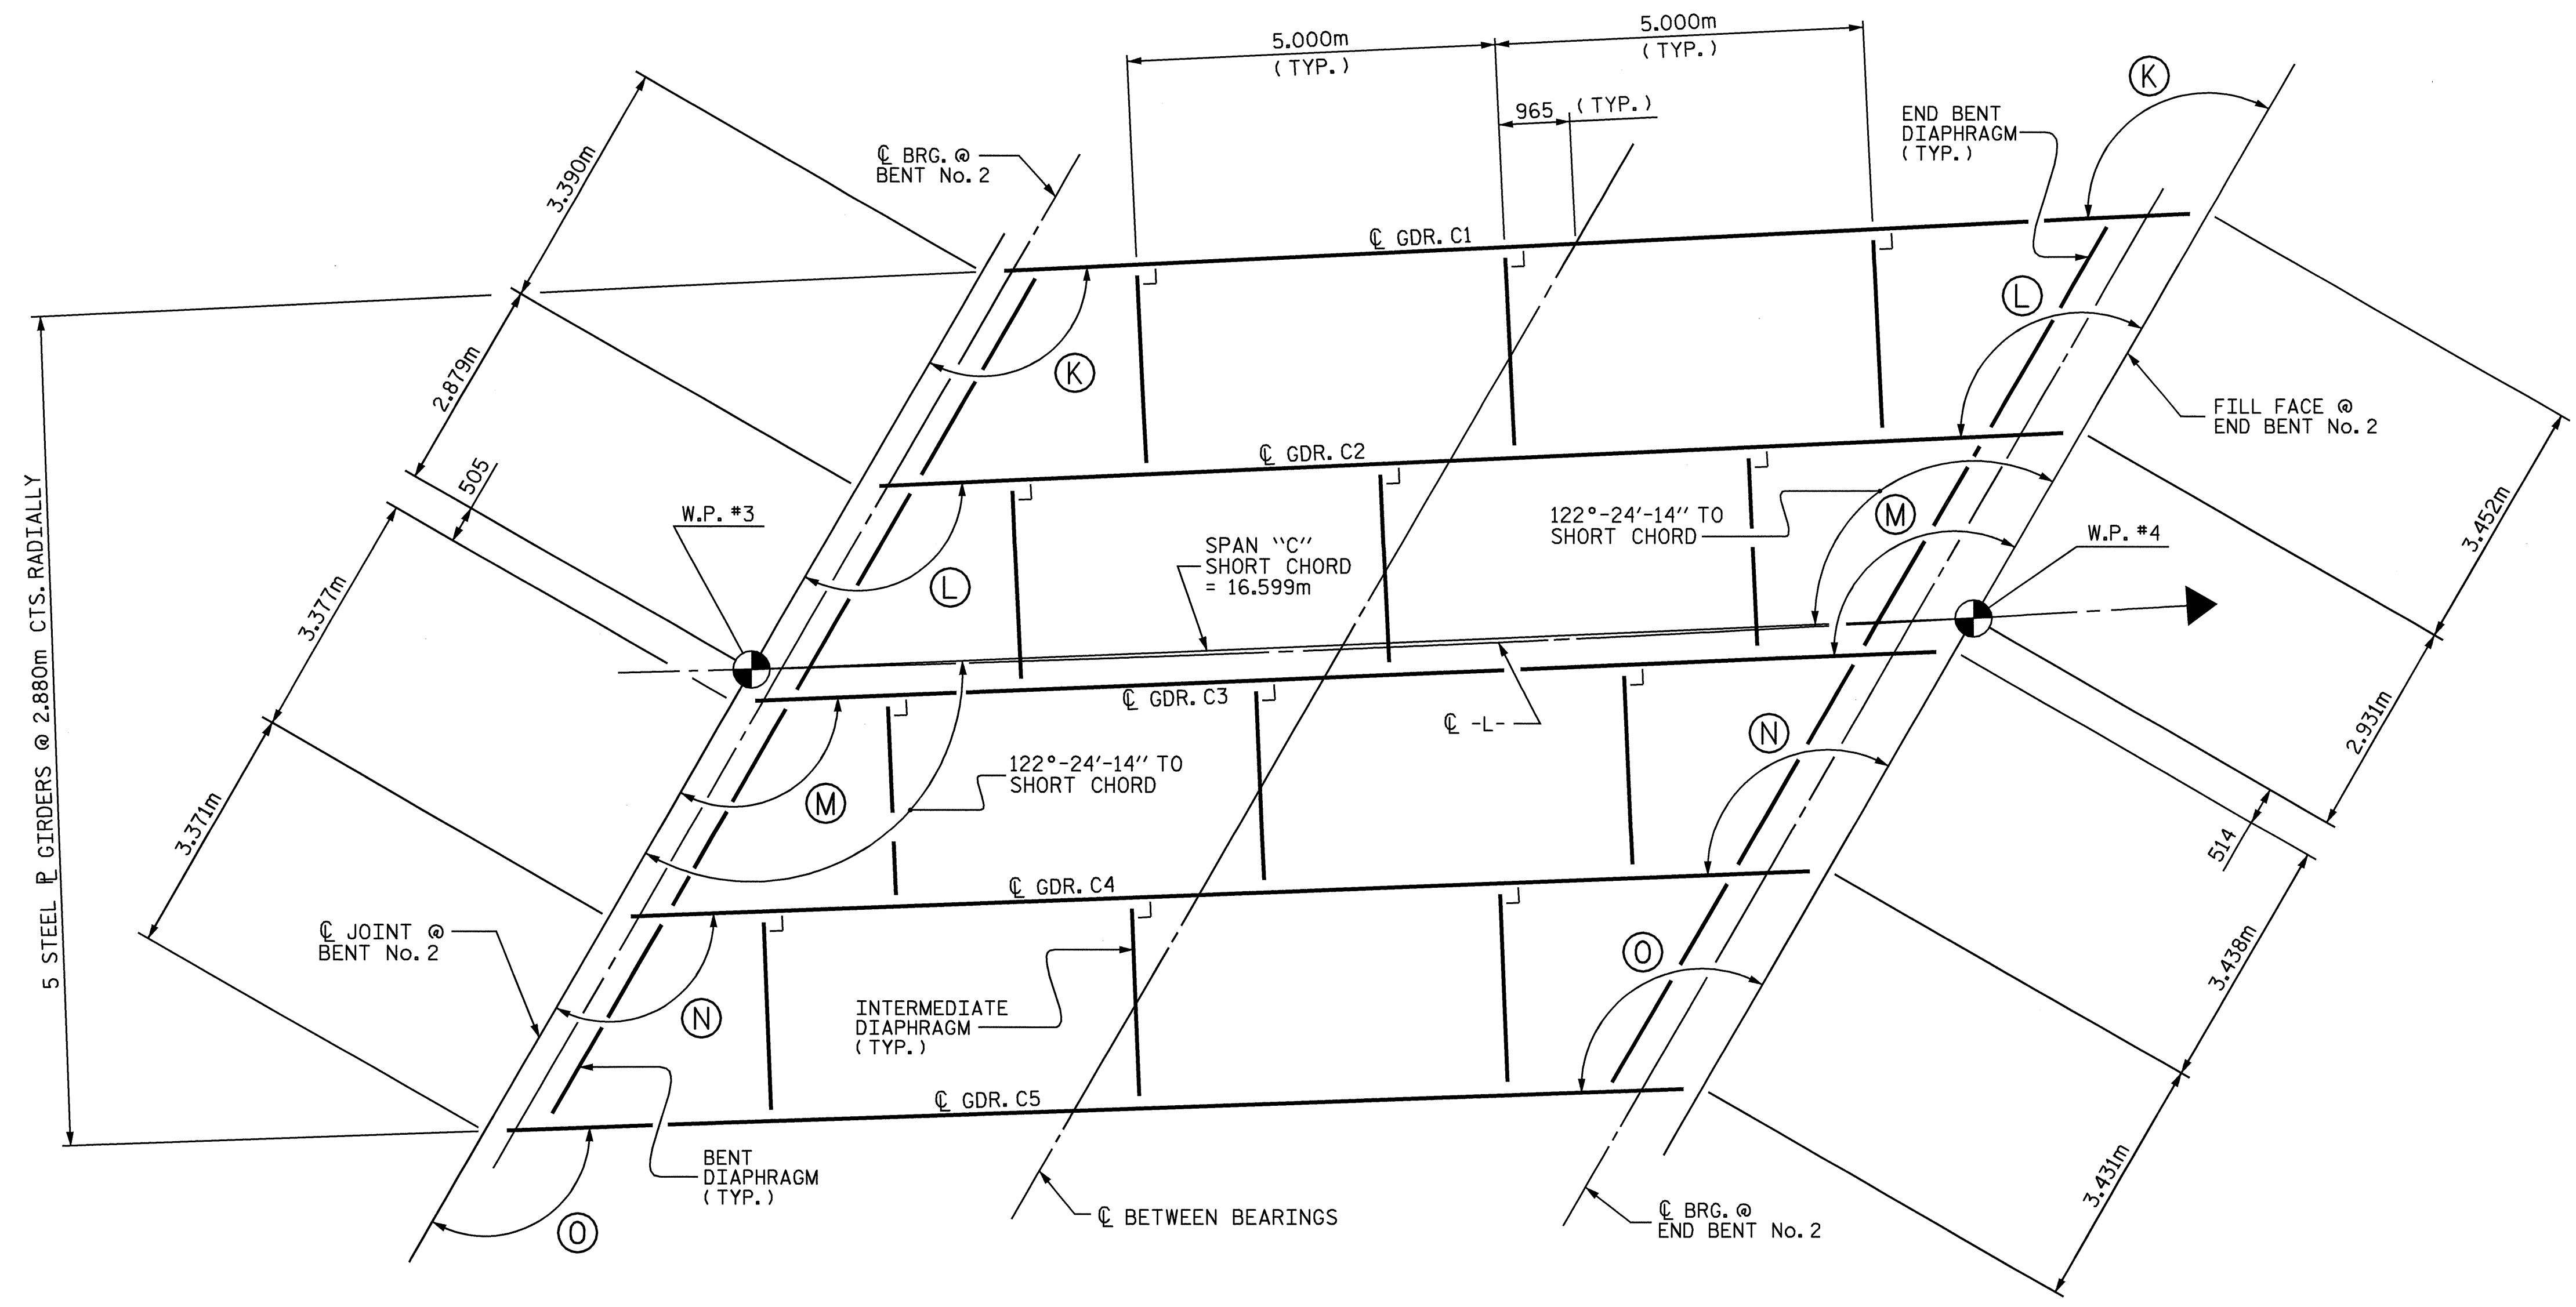 5.000m
(TYP.)
5.000m
(TYP.)
965 (TYP.)
K
END BENT
DIAPHRAGM
(TYP.)
℄ BRG. @
BENT No. 2
3.390m
℄ GDR. C1
L
K
2.879m
FILL FACE @
END BENT No. 2
505
℄ GDR. C2
5 STEEL ℙL GIRDERS @ 2.880m CTS. RADIALLY
W.P. #3
122°-24'-14" TO
SHORT CHORD
M
3.452m
W.P. #4
SPAN "C"
SHORT CHORD
= 16.599m
L
3.377m
℄ GDR. C3
℄ -L-
N
2.931m
122°-24'-14" TO
SHORT CHORD
M
3.371m
514
℄ GDR. C4
℄ JOINT @
BENT No. 2
O
3.438m
N
INTERMEDIATE
DIAPHRAGM
(TYP.)
℄ GDR. C5
BENT
DIAPHRAGM
(TYP.)
3.431m
O
℄ BETWEEN BEARINGS
℄ BRG. @
END BENT No. 2